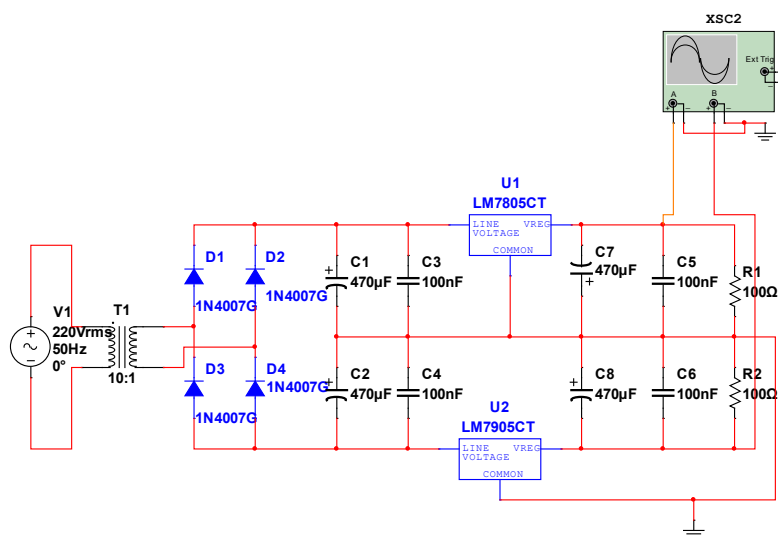 XSC2
Ext Trig
+
−
A
B
+ − + −
U1
LM7805CT
LINE VREG
VOLTAGE
COMMON
D1
D2
1N4007G
1N4007G
+
C1
470µF
C3
100nF
C7
470µF
+
C5
100nF
R1
100Ω
V1
220Vrms
50Hz
0°
+
~
T1
10:1
D3
D4
1N4007G
1N4007G
+
C2
470µF
C4
100nF
+
C8
470µF
C6
100nF
R2
100Ω
U2
LM7905CT
LINE VREG
VOLTAGE
COMMON